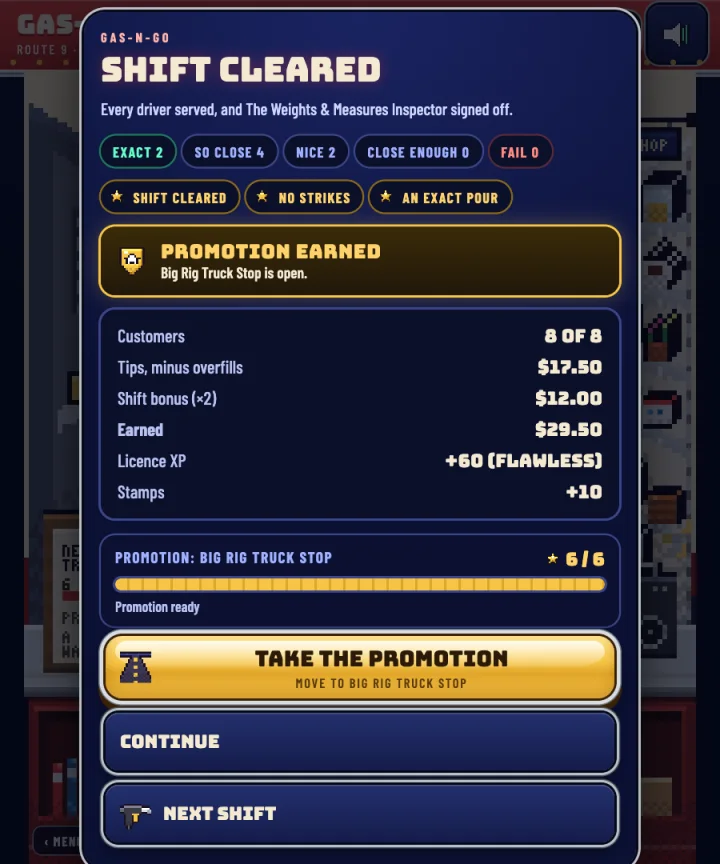 GAS-N-GO
SHIFT CLEARED
Every driver served, and The Weights & Measures Inspector signed off.
EXACT 2 SO CLOSE 4 NICE 2 CLOSE ENOUGH 0 FAIL 0
SHIFT CLEARED NO STRIKES AN EXACT POUR
PROMOTION EARNED
Big Rig Truck Stop is open.
Customers 8 OF 8
Tips, minus overfills $17.50
Shift bonus (×2) $12.00
Earned $29.50
Licence XP +60 (FLAWLESS)
Stamps +10
PROMOTION: BIG RIG TRUCK STOP 6/6
Promotion ready
TAKE THE PROMOTION
MOVE TO BIG RIG TRUCK STOP
CONTINUE
NEXT SHIFT
GAS-
ROUTE 9
‹ MEN